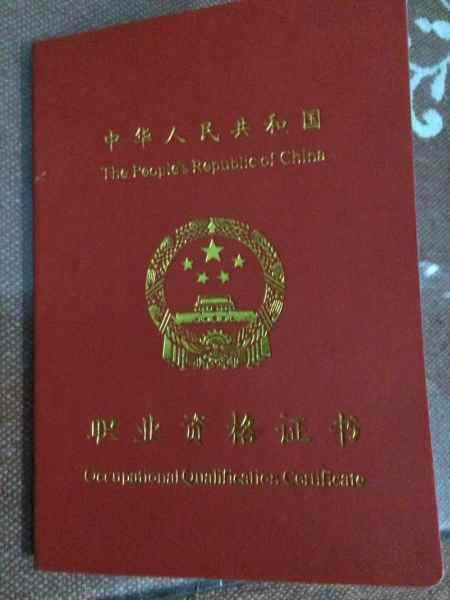 中华人民共和国
The People's Republic of China
职业资格证书
Occupational Qualification Certificate